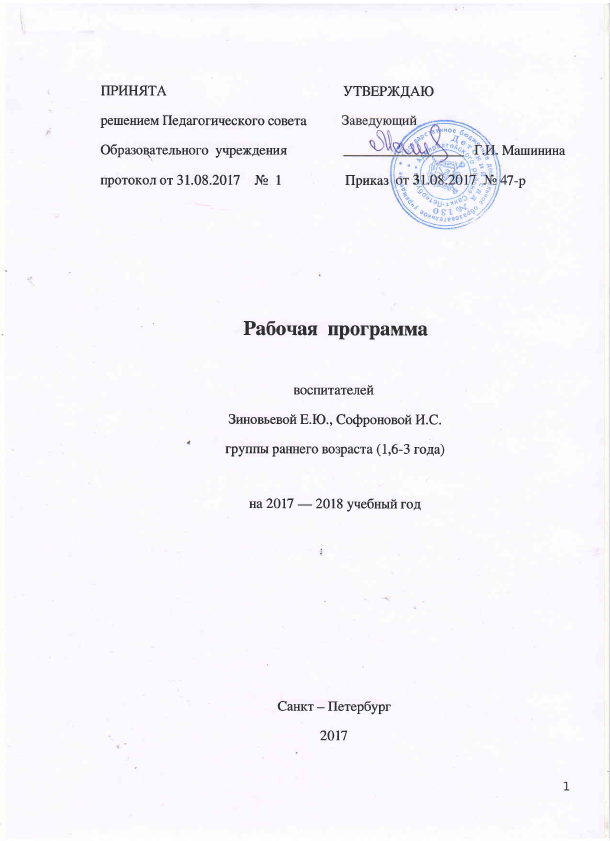 ПРИНЯТА УТВЕРЖДАЮ
решением Педагогического совета Заведующий
Образовательного учреждения Г.И. Машинина
протокол от 31.08.2017 № 1 Приказ от 31.08.2017 № 47-р
Рабочая программа
воспитателей
Зиновьевой Е.Ю., Софроновой И.С.
группы раннего возраста (1,6-3 года)
на 2017 — 2018 учебный год
Санкт – Петербург
2017
1